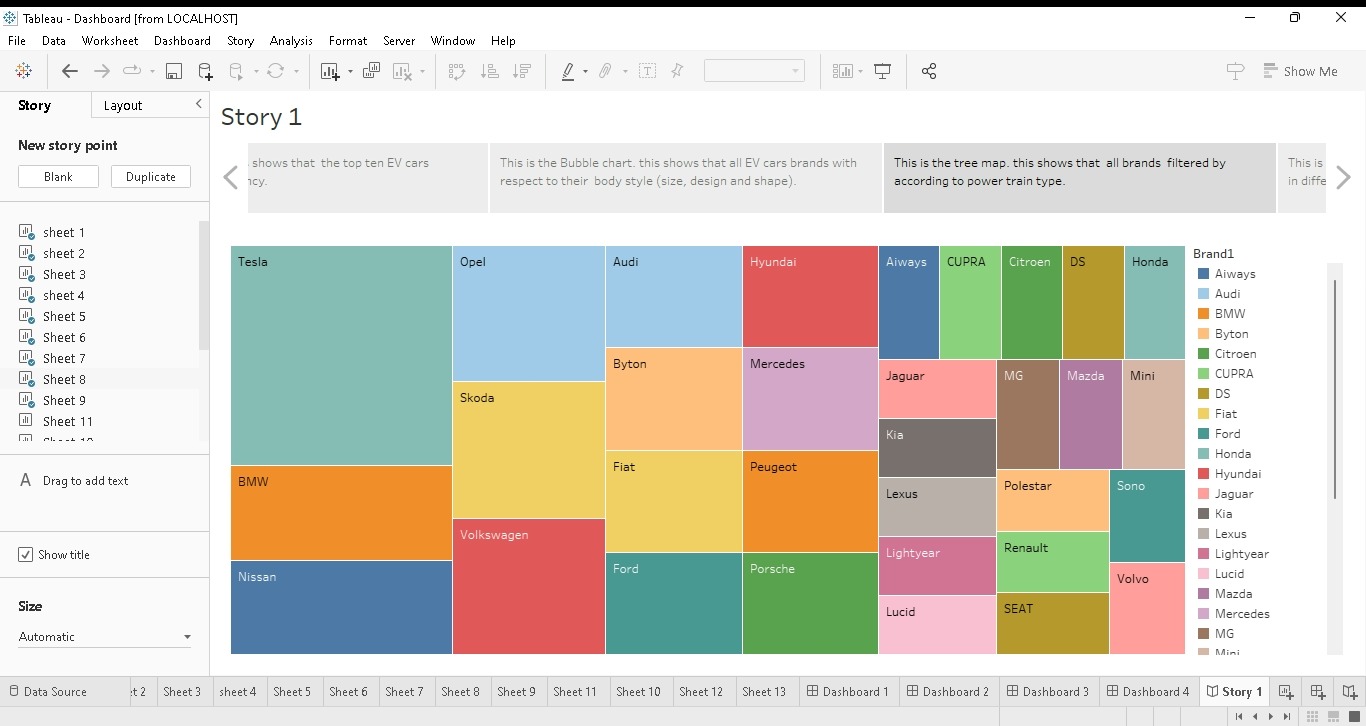 Tableau - Dashboard [from LOCALHOST]
File Data Worksheet Dashboard Story Analysis Format Server Window Help
Show Me
Story
Layout
New story point
Blank
Duplicate
sheet 1
sheet 2
Sheet 3
sheet 4
Sheet 5
Sheet 6
Sheet 7
Sheet 8
Sheet 9
Sheet 11
A Drag to add text
Show title
Size
Automatic
Story 1
shows that the top ten EV cars
This is the Bubble chart. this shows that all EV cars brands with
respect to their body style (size, design and shape).
This is the tree map. this shows that all brands filtered by
according to power train type.
This is
in diffe
Tesla
BMW
Nissan
Opel
Skoda
Volkswagen
Audi
Byton
Fiat
Ford
Hyundai
Mercedes
Peugeot
Porsche
Aiways
CUPRA
Citroen
DS
Honda
Jaguar
Kia
Lexus
Lightyear
Lucid
MG
Mazda
Mini
Polestar
Renault
SEAT
Sono
Volvo
Brand1
Aiways
Audi
BMW
Byton
Citroen
CUPRA
DS
Fiat
Ford
Honda
Hyundai
Jaguar
Kia
Lexus
Lightyear
Lucid
Mazda
Mercedes
MG
Mini
Data Source
Sheet 3
sheet 4
Sheet 5
Sheet 6
Sheet 7
Sheet 8
Sheet 9
Sheet 11
Sheet 10
Sheet 12
Sheet 13
Dashboard 1
Dashboard 2
Dashboard 3
Dashboard 4
Story 1